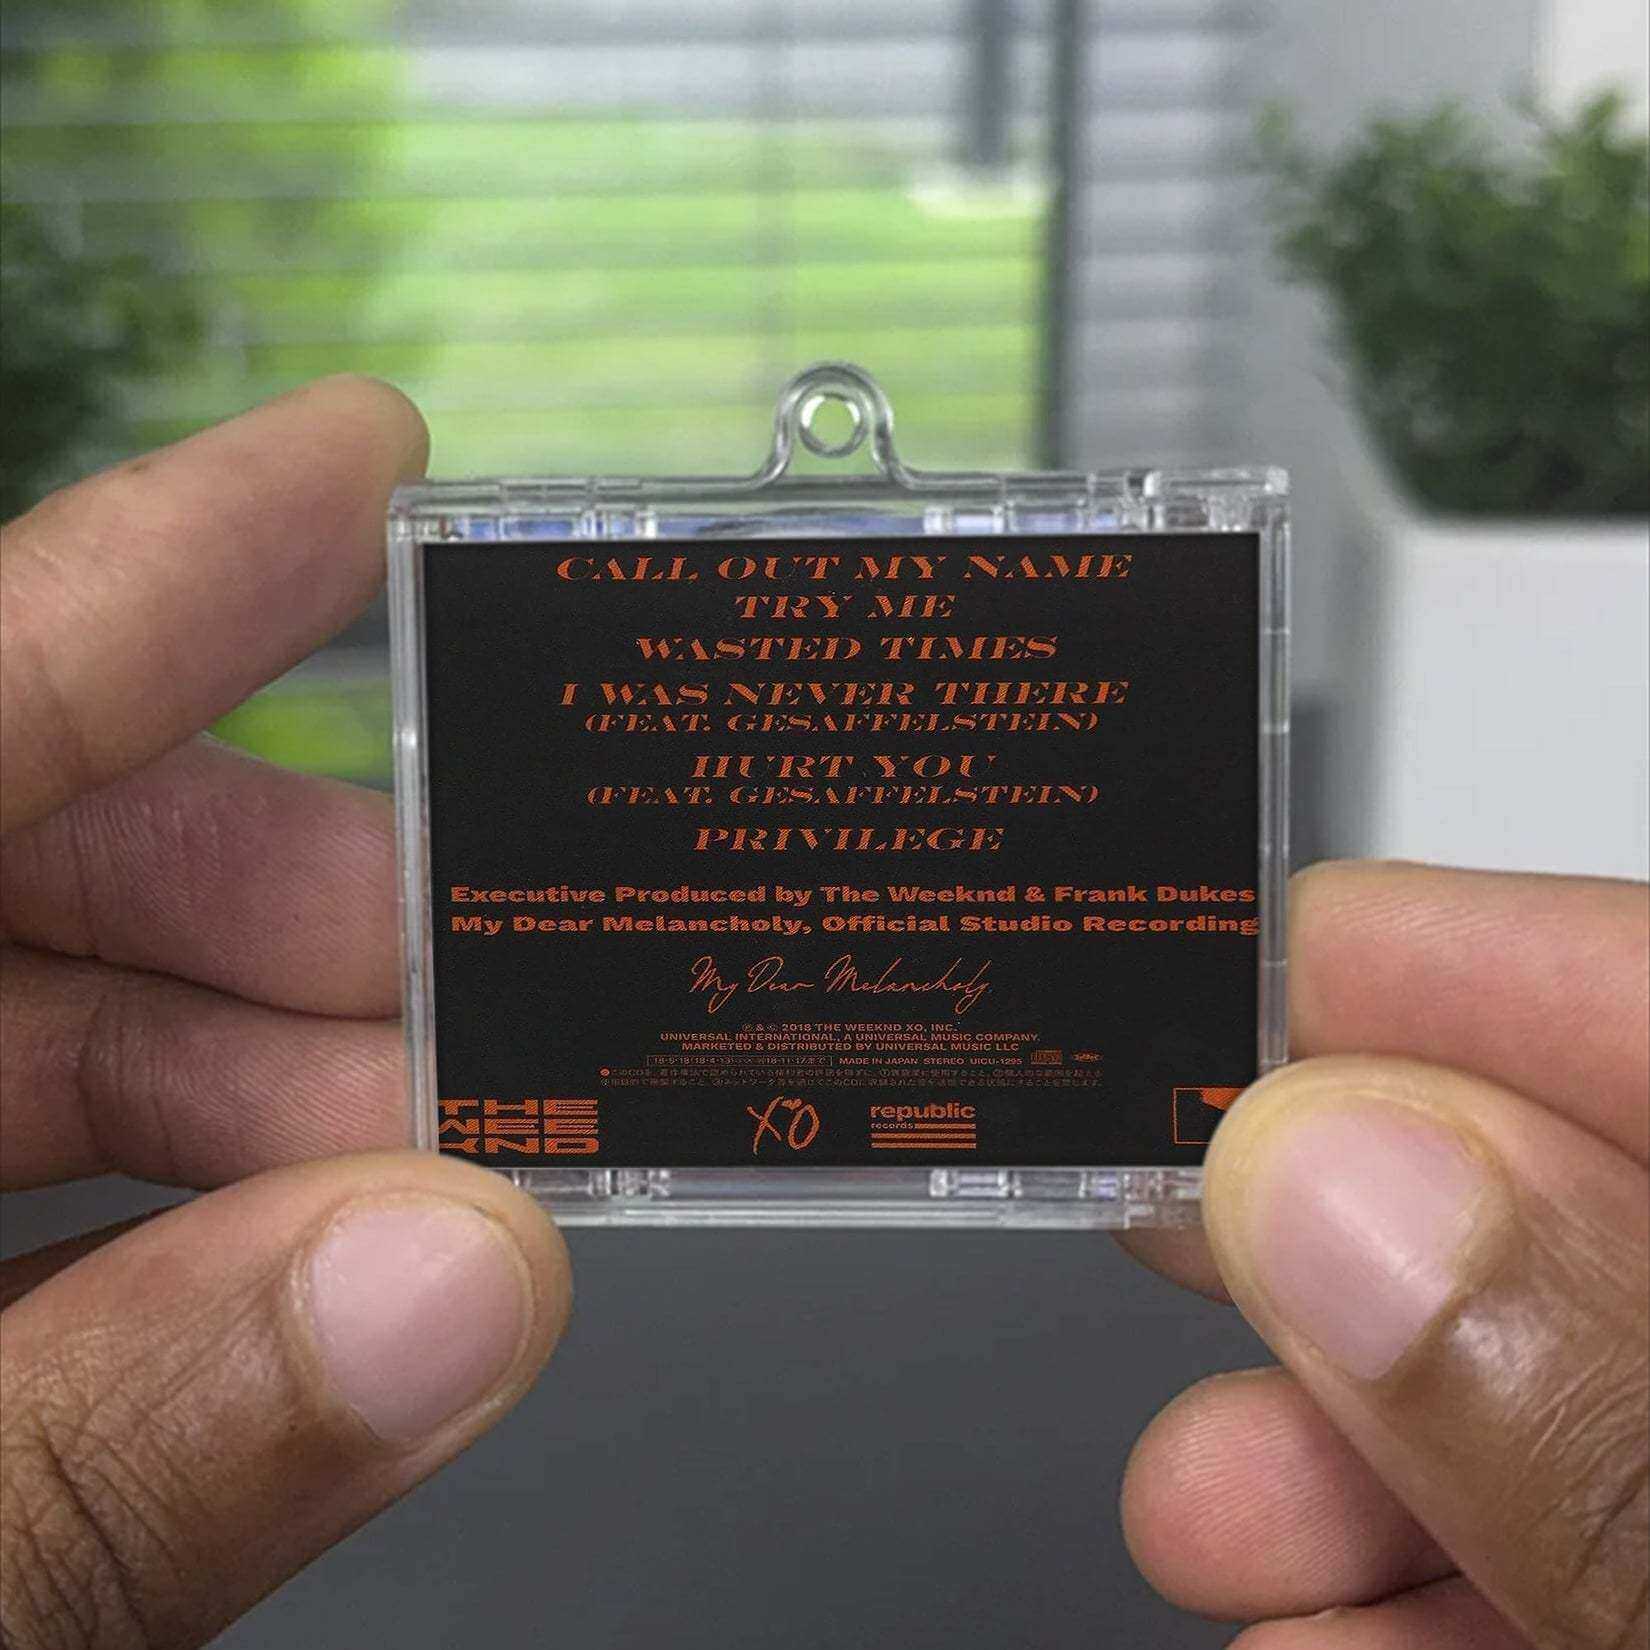 CALL OUT MY NAME
TRY ME
WASTED TIMES
I WAS NEVER THERE
(FEAT. GESAFFELSTEIN)
HURT YOU
(FEAT. GESAFFELSTEIN)
PRIVILEGE
Executive Produced by The Weeknd & Frank Dukes
My Dear Melancholy, Official Studio Recording
My Dear Melancholy,
℗ & © 2018 THE WEEKND XO, INC.
UNIVERSAL INTERNATIONAL, A UNIVERSAL MUSIC COMPANY.
MARKETED & DISTRIBUTED BY UNIVERSAL MUSIC LLC
MADE IN JAPAN STEREO UICU-1295
THE
WEE
KND
XO
republic
records